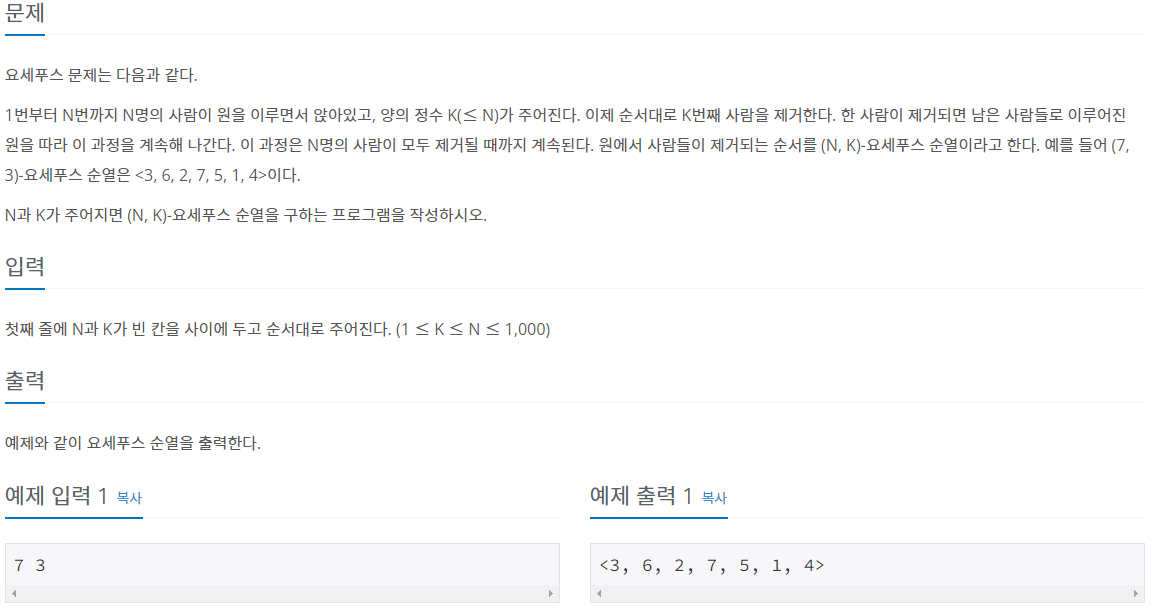 문제
요세푸스 문제는 다음과 같다.
1번부터 N번까지 N명의 사람이 원을 이루면서 앉아있고, 양의 정수 K(≤ N)가 주어진다. 이제 순서대로 K번째 사람을 제거한다. 한 사람이 제거되면 남은 사람들로 이루어진
원을 따라 이 과정을 계속해 나간다. 이 과정은 N명의 사람이 모두 제거될 때까지 계속된다. 원에서 사람들이 제거되는 순서를 (N, K)-요세푸스 순열이라고 한다. 예를 들어 (7,
3)-요세푸스 순열은 <3, 6, 2, 7, 5, 1, 4>이다.
N과 K가 주어지면 (N, K)-요세푸스 순열을 구하는 프로그램을 작성하시오.
입력
첫째 줄에 N과 K가 빈 칸을 사이에 두고 순서대로 주어진다. (1 ≤ K ≤ N ≤ 1,000)
출력
예제와 같이 요세푸스 순열을 출력한다.
예제 입력 1 복사
7 3
예제 출력 1 복사
<3, 6, 2, 7, 5, 1, 4>